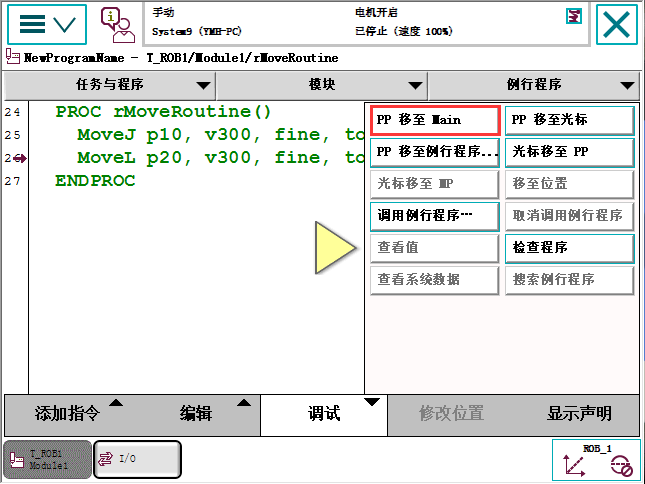 手动
电机开启
System9 (YMH-PC)
已停止 (速度 100%)
NewProgramName - T_ROB1/Module1/rMoveRoutine
任务与程序
模块
例行程序
24 PROC rMoveRoutine()
25 MoveJ p10, v300, fine, to
26 MoveL p20, v300, fine, to
27 ENDPROC
PP 移至 Main
PP 移至光标
PP 移至例行程序...
光标移至 PP
光标移至 MP
移至位置
调用例行程序…
取消调用例行程序
查看值
检查程序
查看系统数据
搜索例行程序
添加指令
编辑
调试
修改位置
显示声明
T_ROB1
Module1
I/O
ROB_1